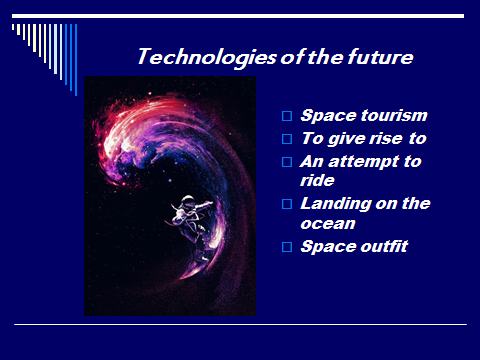 Technologies of the future
Space tourism
To give rise to
An attempt to
ride
Landing on the
ocean
Space outfit